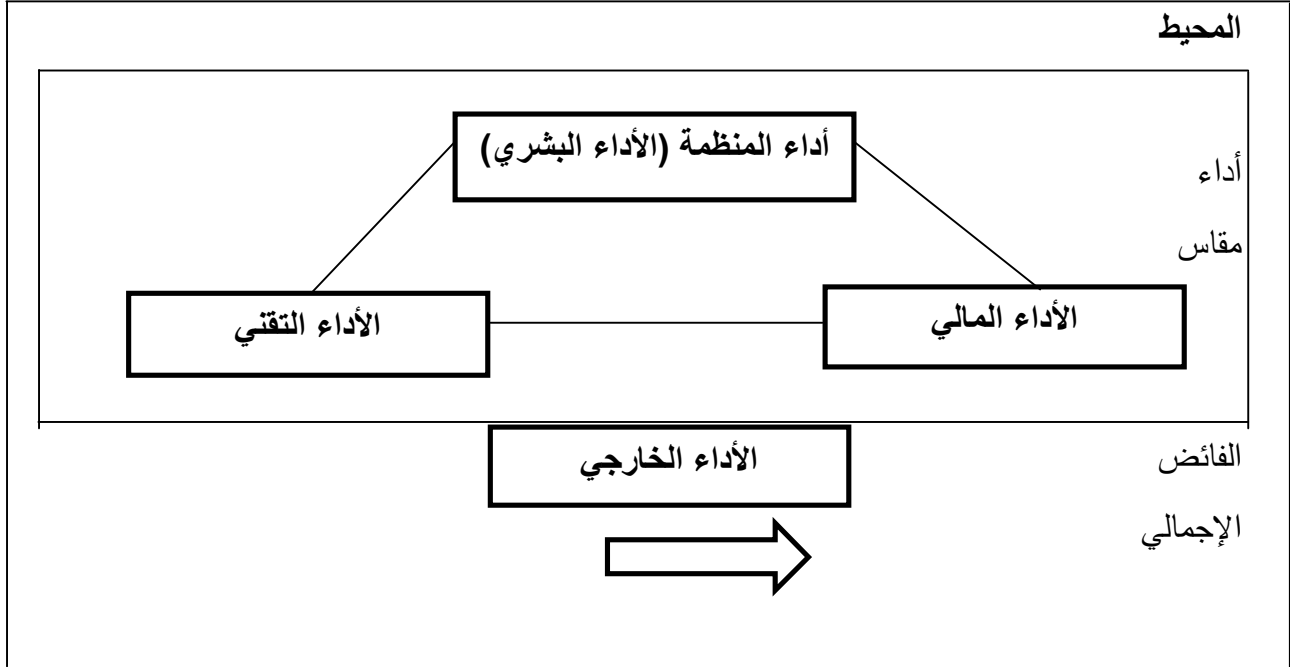 المحيط
أداء المنظمة (الأداء البشري)
أداء
مقاس
الأداء المالي
الأداء التقني
الأداء الخارجي
الفائض
الإجمالي